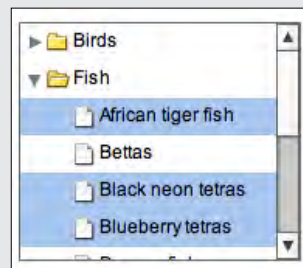 Birds
Fish
African tiger fish
Bettas
Black neon tetras
Blueberry tetras